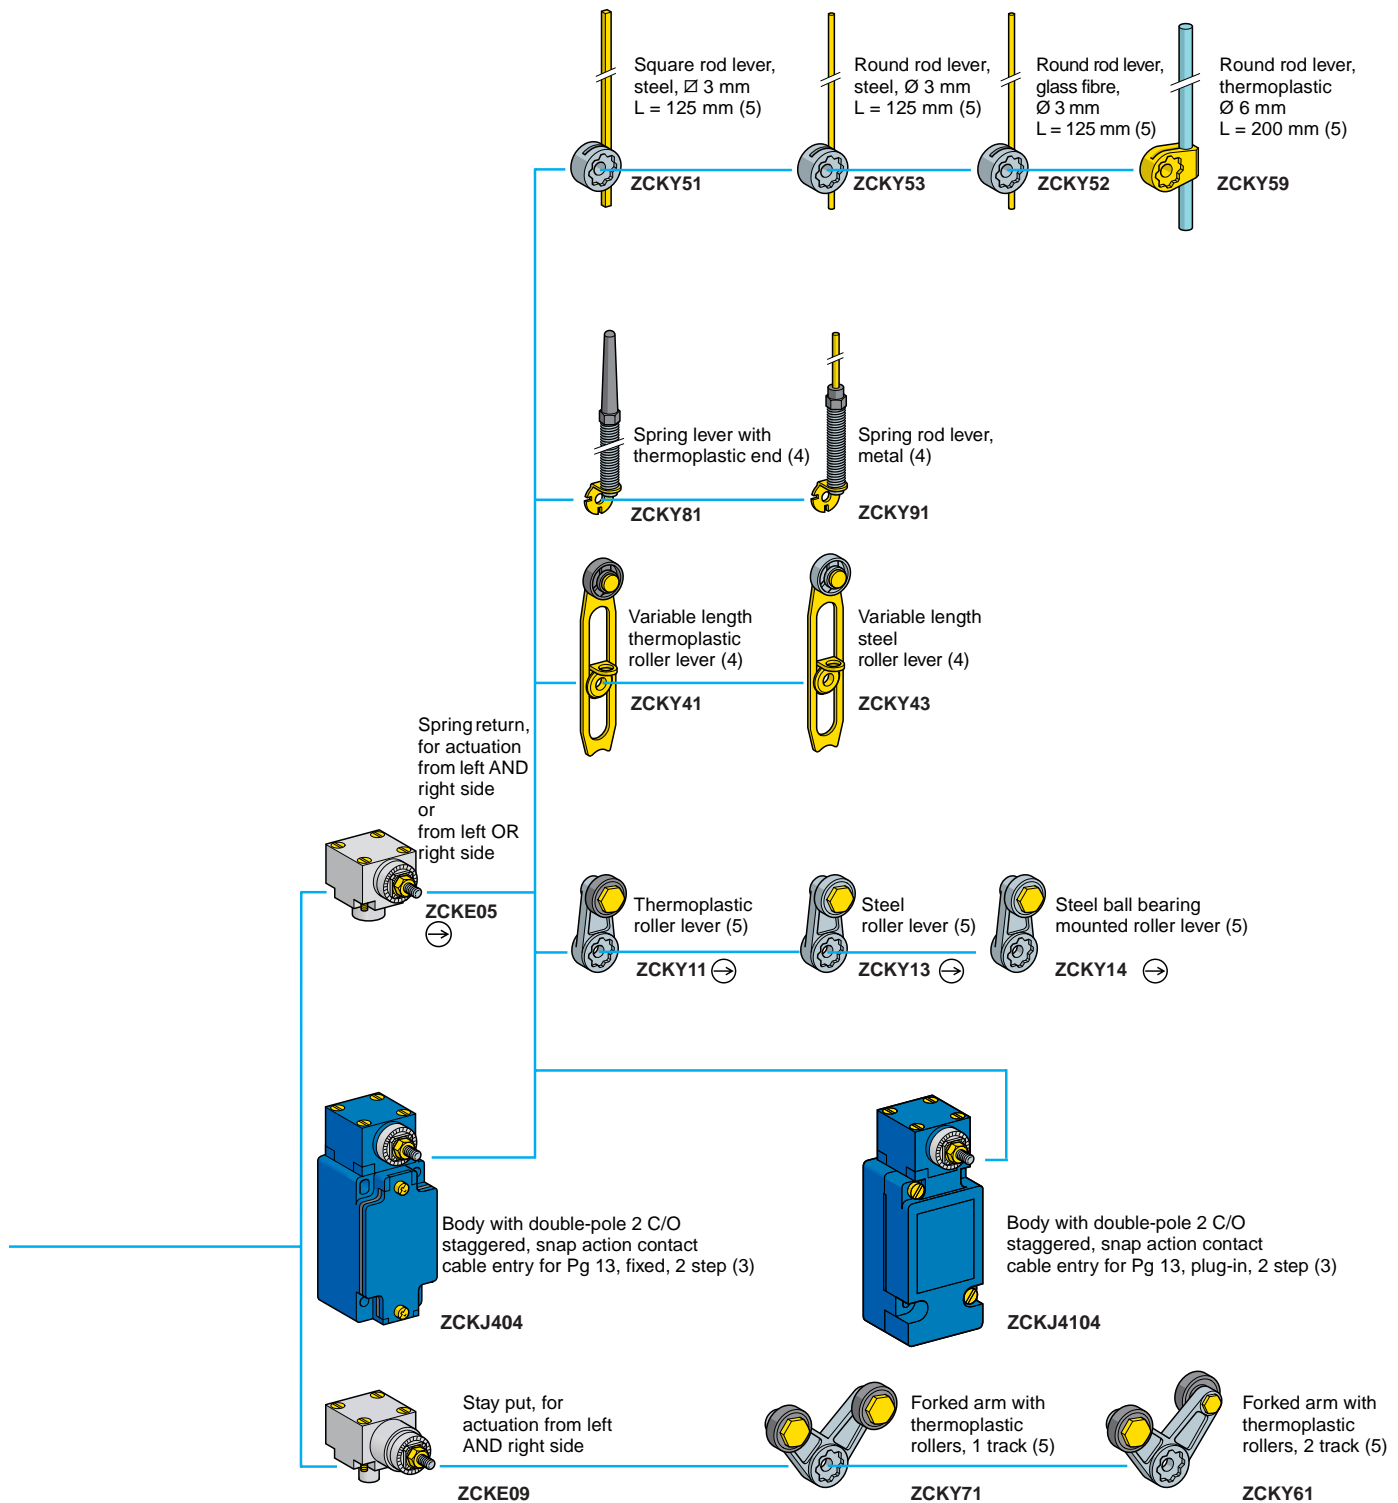 Square rod lever,
steel, ⌀ 3 mm
L = 125 mm (5)
ZCKY51
Round rod lever,
steel, Ø 3 mm
L = 125 mm (5)
ZCKY53
Round rod lever,
glass fibre,
Ø 3 mm
L = 125 mm (5)
ZCKY52
Round rod lever,
thermoplastic
Ø 6 mm
L = 200 mm (5)
ZCKY59
Spring lever with
thermoplastic end (4)
ZCKY81
Spring rod lever,
metal (4)
ZCKY91
Variable length
thermoplastic
roller lever (4)
ZCKY41
Variable length
steel
roller lever (4)
ZCKY43
Spring return,
for actuation
from left AND
right side
or
from left OR
right side
ZCKE05
Thermoplastic
roller lever (5)
ZCKY11
Steel
roller lever (5)
ZCKY13
Steel ball bearing
mounted roller lever (5)
ZCKY14
Body with double-pole 2 C/O
staggered, snap action contact
cable entry for Pg 13, fixed, 2 step (3)
ZCKJ404
Body with double-pole 2 C/O
staggered, snap action contact
cable entry for Pg 13, plug-in, 2 step (3)
ZCKJ4104
Stay put, for
actuation from left
AND right side
ZCKE09
Forked arm with
thermoplastic
rollers, 1 track (5)
ZCKY71
Forked arm with
thermoplastic
rollers, 2 track (5)
ZCKY61